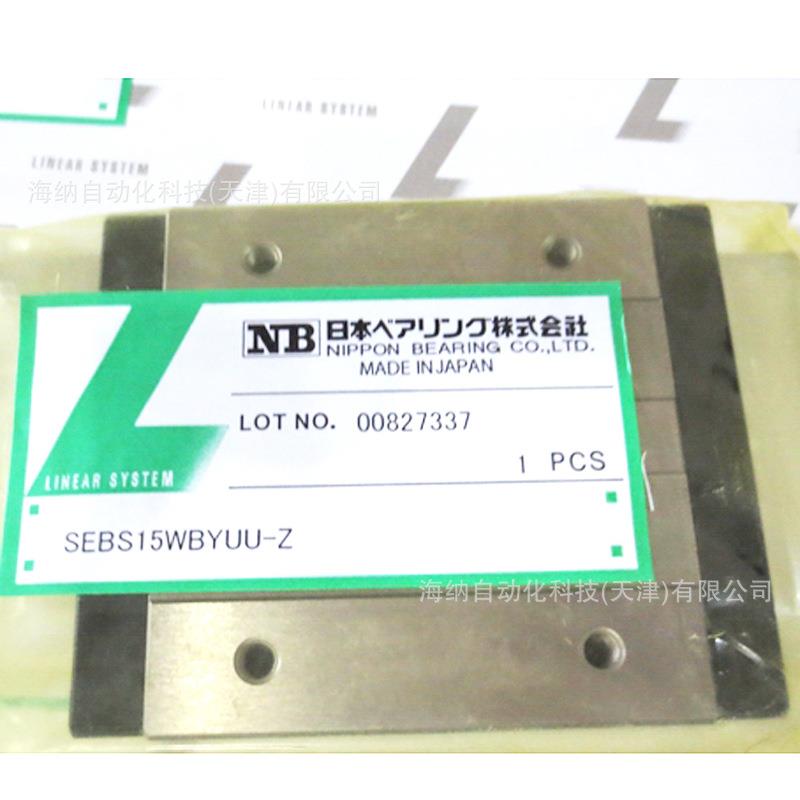 LINEAR SYSTEM
LINEAR SYSTEM
海纳自动化科技(天津)有限公司
NB 日本ベアリング株式会社
NIPPON BEARING CO.,LTD.
MADE IN JAPAN
LOT NO. 00827337
1 PCS
LINEAR SYSTEM
SEBS15WBYUU-Z
海纳自动化科技(天津)有限公司